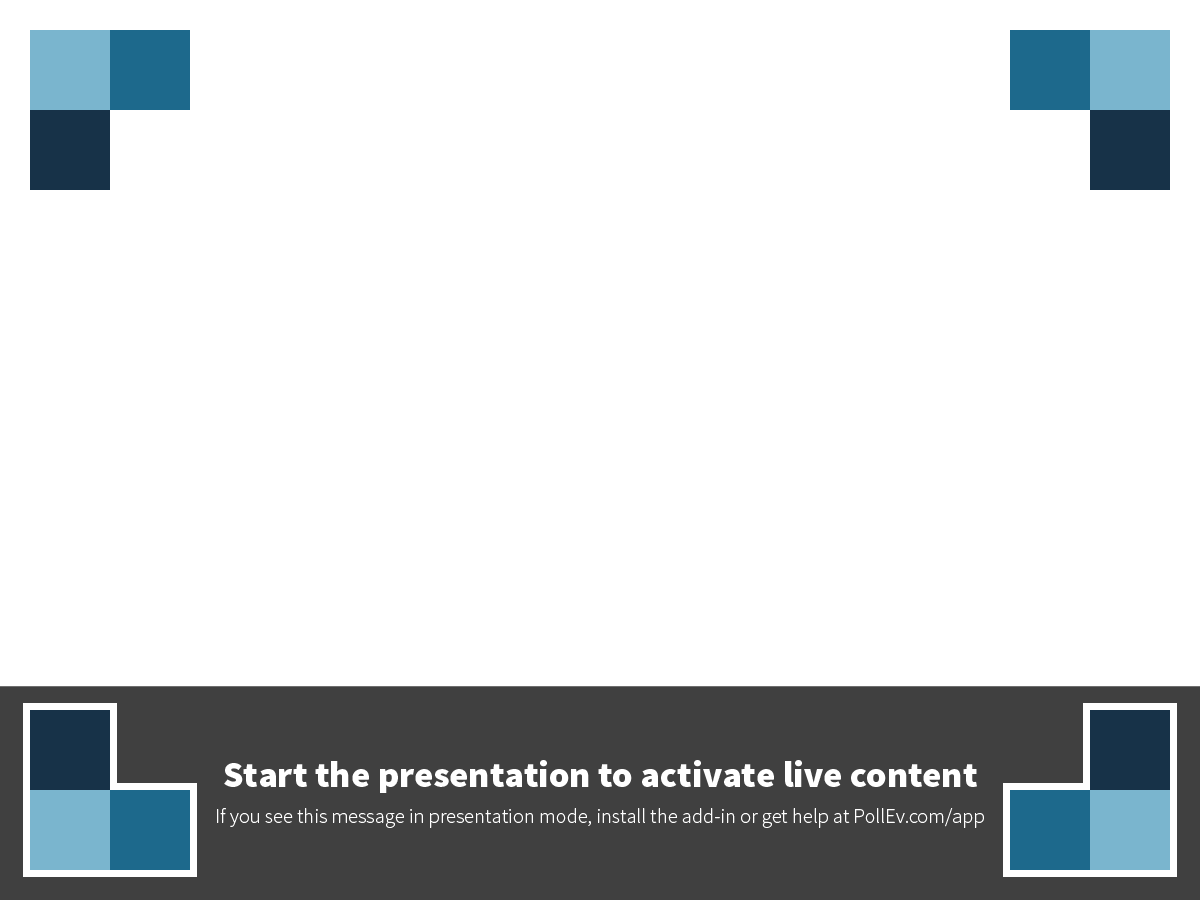 Start the presentation to activate live content
If you see this message in presentation mode, install the add-in or get help at PollEv.com/app